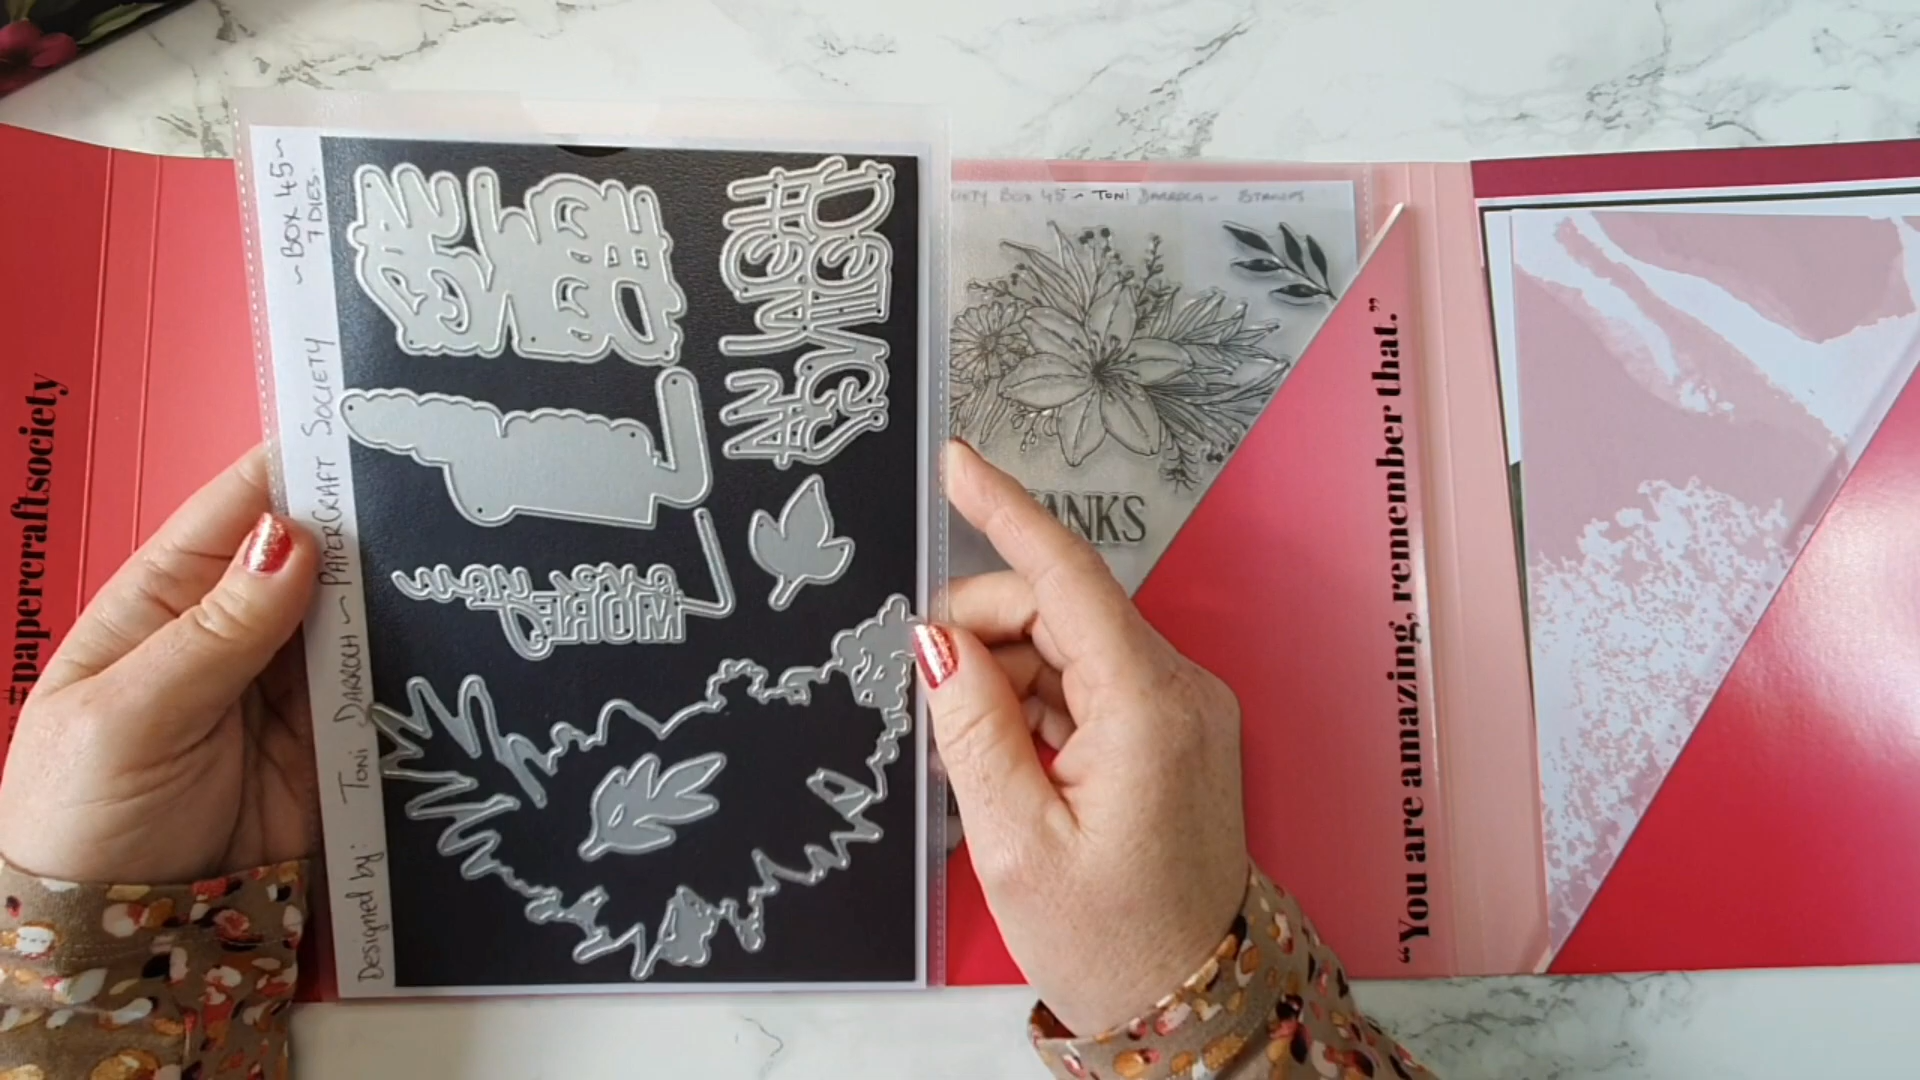 #papercraftsociety
Designed by: Toni Darroch ~ PaperCraft Society ~ Box 45 ~
7 DIES.
Box 45 ~ Toni Darroch ~ Stamps
ANKS
"You are amazing, remember that."